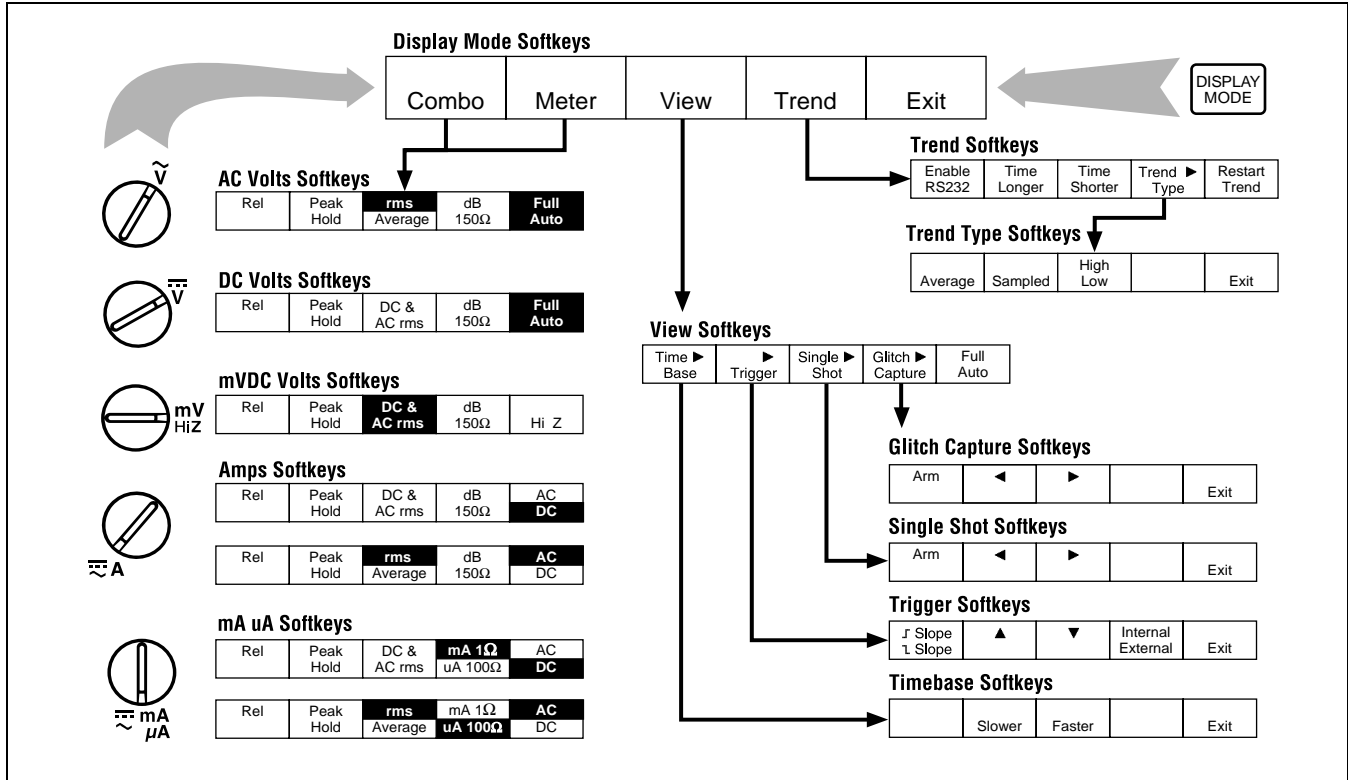 Display Mode Softkeys
Combo Meter View Trend Exit
DISPLAY
MODE
~
V
AC Volts Softkeys
Rel Peak Hold rms Average dB 150Ω Full Auto
V
DC Volts Softkeys
Rel Peak Hold DC & AC rms dB 150Ω Full Auto
mV
HiZ
mVDC Volts Softkeys
Rel Peak Hold DC & AC rms dB 150Ω Hi Z
A
Amps Softkeys
Rel Peak Hold DC & AC rms dB 150Ω AC DC
Rel Peak Hold rms Average dB 150Ω AC DC
mA
µA
mA uA Softkeys
Rel Peak Hold DC & AC rms mA 1Ω uA 100Ω AC DC
Rel Peak Hold rms Average mA 1Ω uA 100Ω AC DC
Trend Softkeys
Enable RS232 Time Longer Time Shorter Trend ► Type Restart Trend
Trend Type Softkeys
Average Sampled High Low Exit
View Softkeys
Time ► Base ► Trigger Single ► Shot Glitch ► Capture Full Auto
Glitch Capture Softkeys
Arm ◄ ► Exit
Single Shot Softkeys
Arm ◄ ► Exit
Trigger Softkeys
Slope Slope ▲ ▼ Internal External Exit
Timebase Softkeys
Slower Faster Exit